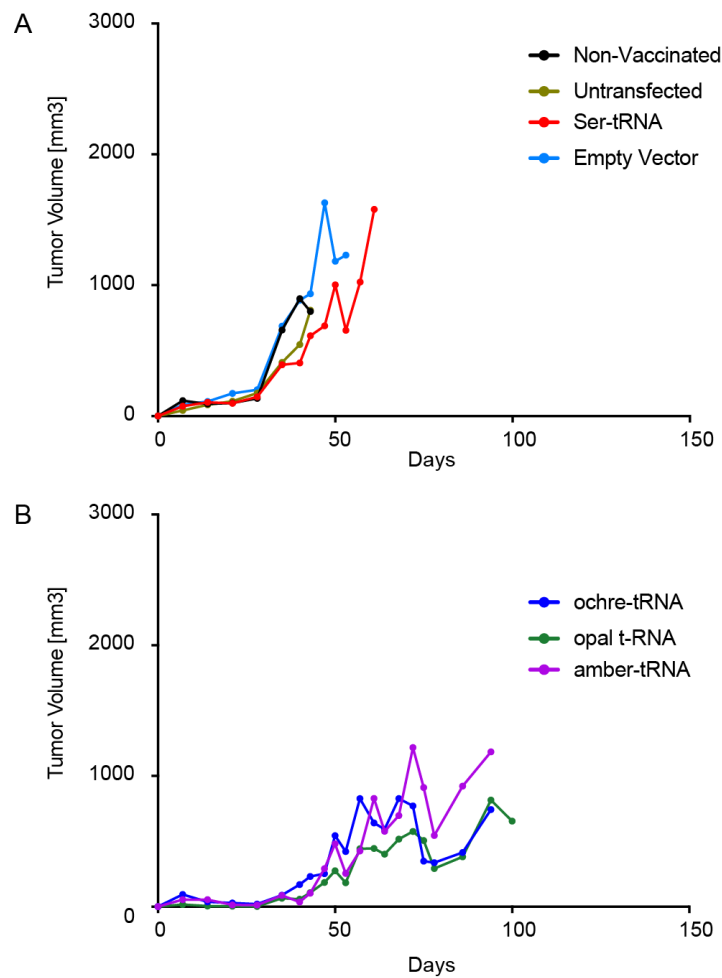 A
3000
2000
1000
0
Tumor Volume [mm3]
Non-Vaccinated
Untransfected
Ser-tRNA
Empty Vector
0
50
100
150
Days
B
3000
2000
1000
0
Tumor Volume [mm3]
ochre-tRNA
opal t-RNA
amber-tRNA
0
50
100
150
Days